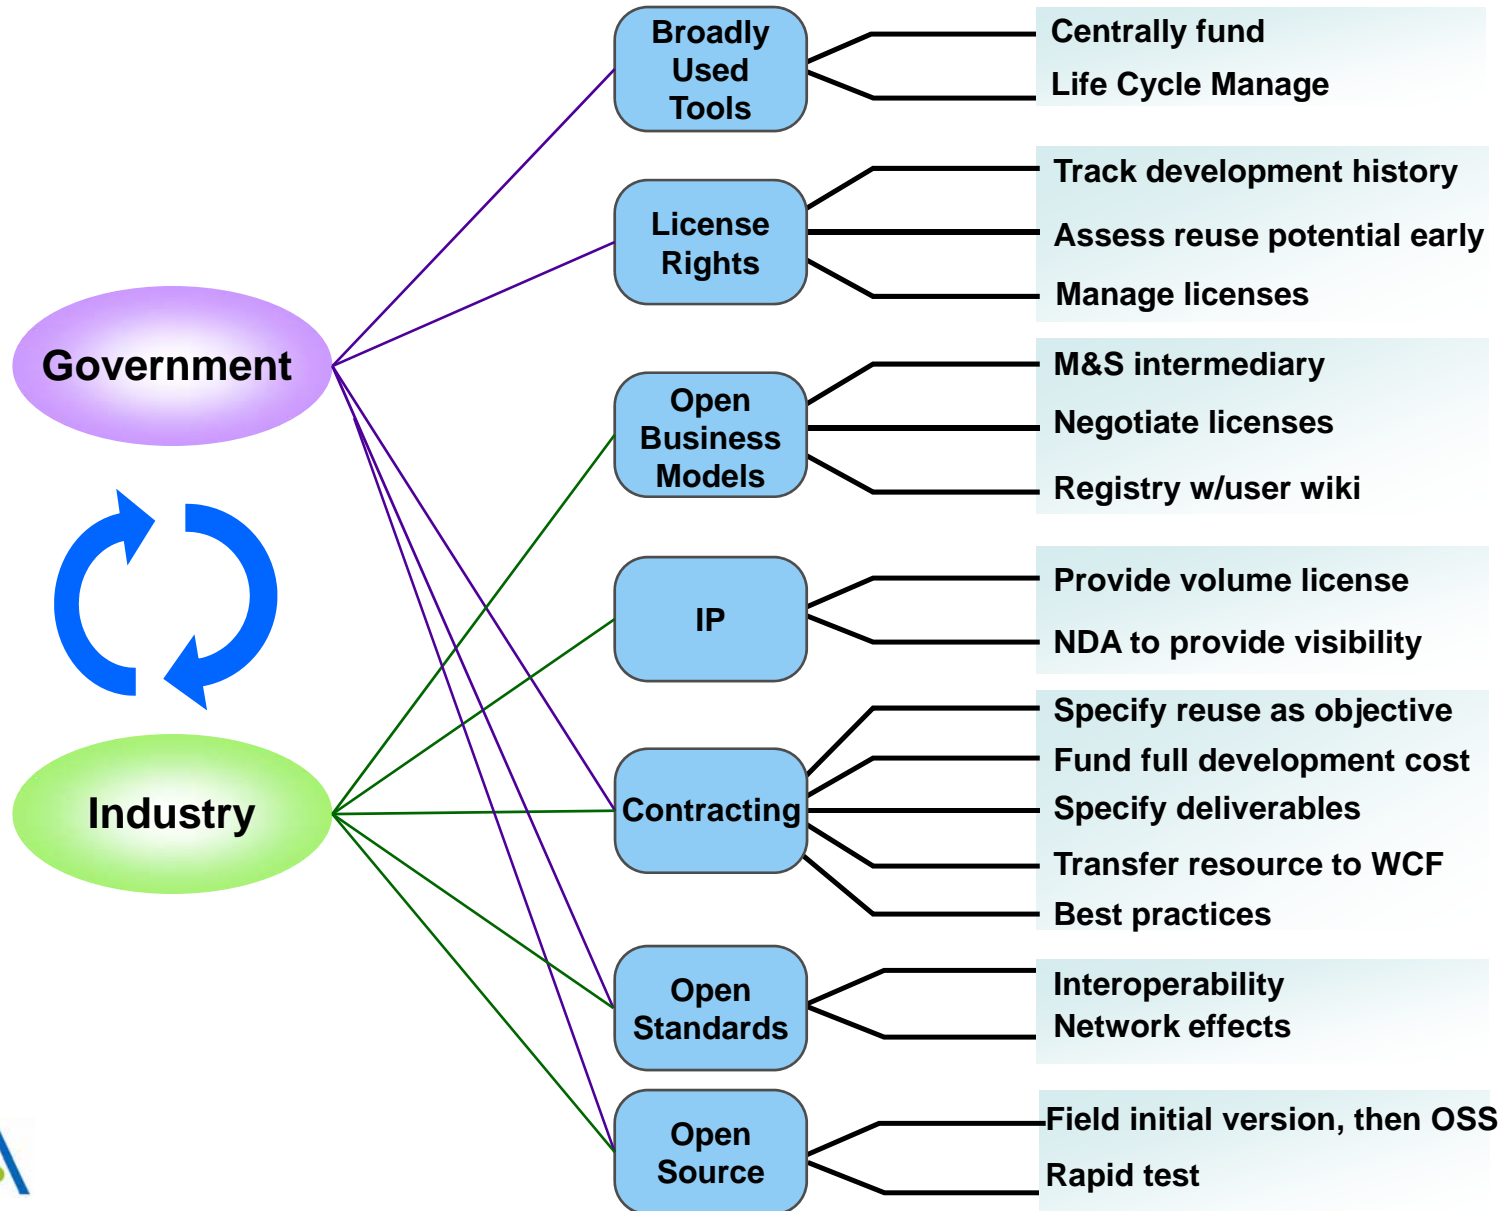 Broadly
Used
Tools
Centrally fund
Life Cycle Manage
License
Rights
Track development history
Assess reuse potential early
Manage licenses
Government
Open
Business
Models
M&S intermediary
Negotiate licenses
Registry w/user wiki
IP
Provide volume license
NDA to provide visibility
Industry
Contracting
Specify reuse as objective
Fund full development cost
Specify deliverables
Transfer resource to WCF
Best practices
Open
Standards
Interoperability
Network effects
Open
Source
Field initial version, then OSS
Rapid test